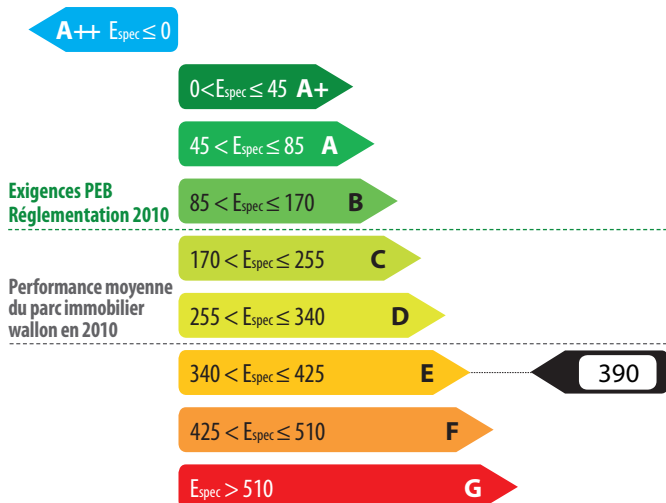 A++ Espec ≤ 0
0 < Espec ≤ 45 A+
45 < Espec ≤ 85 A
Exigences PEB
Réglementation 2010
85 < Espec ≤ 170 B
170 < Espec ≤ 255 C
Performance moyenne
du parc immobilier
wallon en 2010
255 < Espec ≤ 340 D
340 < Espec ≤ 425 E
390
425 < Espec ≤ 510 F
Espec > 510 G